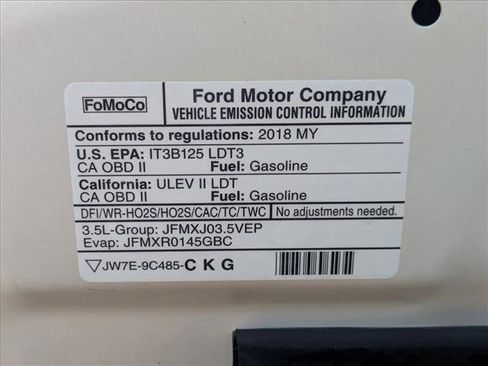 FoMoCo
Ford Motor Company
VEHICLE EMISSION CONTROL INFORMATION
Conforms to regulations: 2018 MY
U.S. EPA: IT3B125 LDT3
CA OBD II Fuel: Gasoline
California: ULEV II LDT
CA OBD II Fuel: Gasoline
DFI/WR-HO2S/HO2S/CAC/TC/TWC No adjustments needed.
3.5L-Group: JFMXJ03.5VEP
Evap: JFMXR0145GBC
JW7E-9C485-C K G